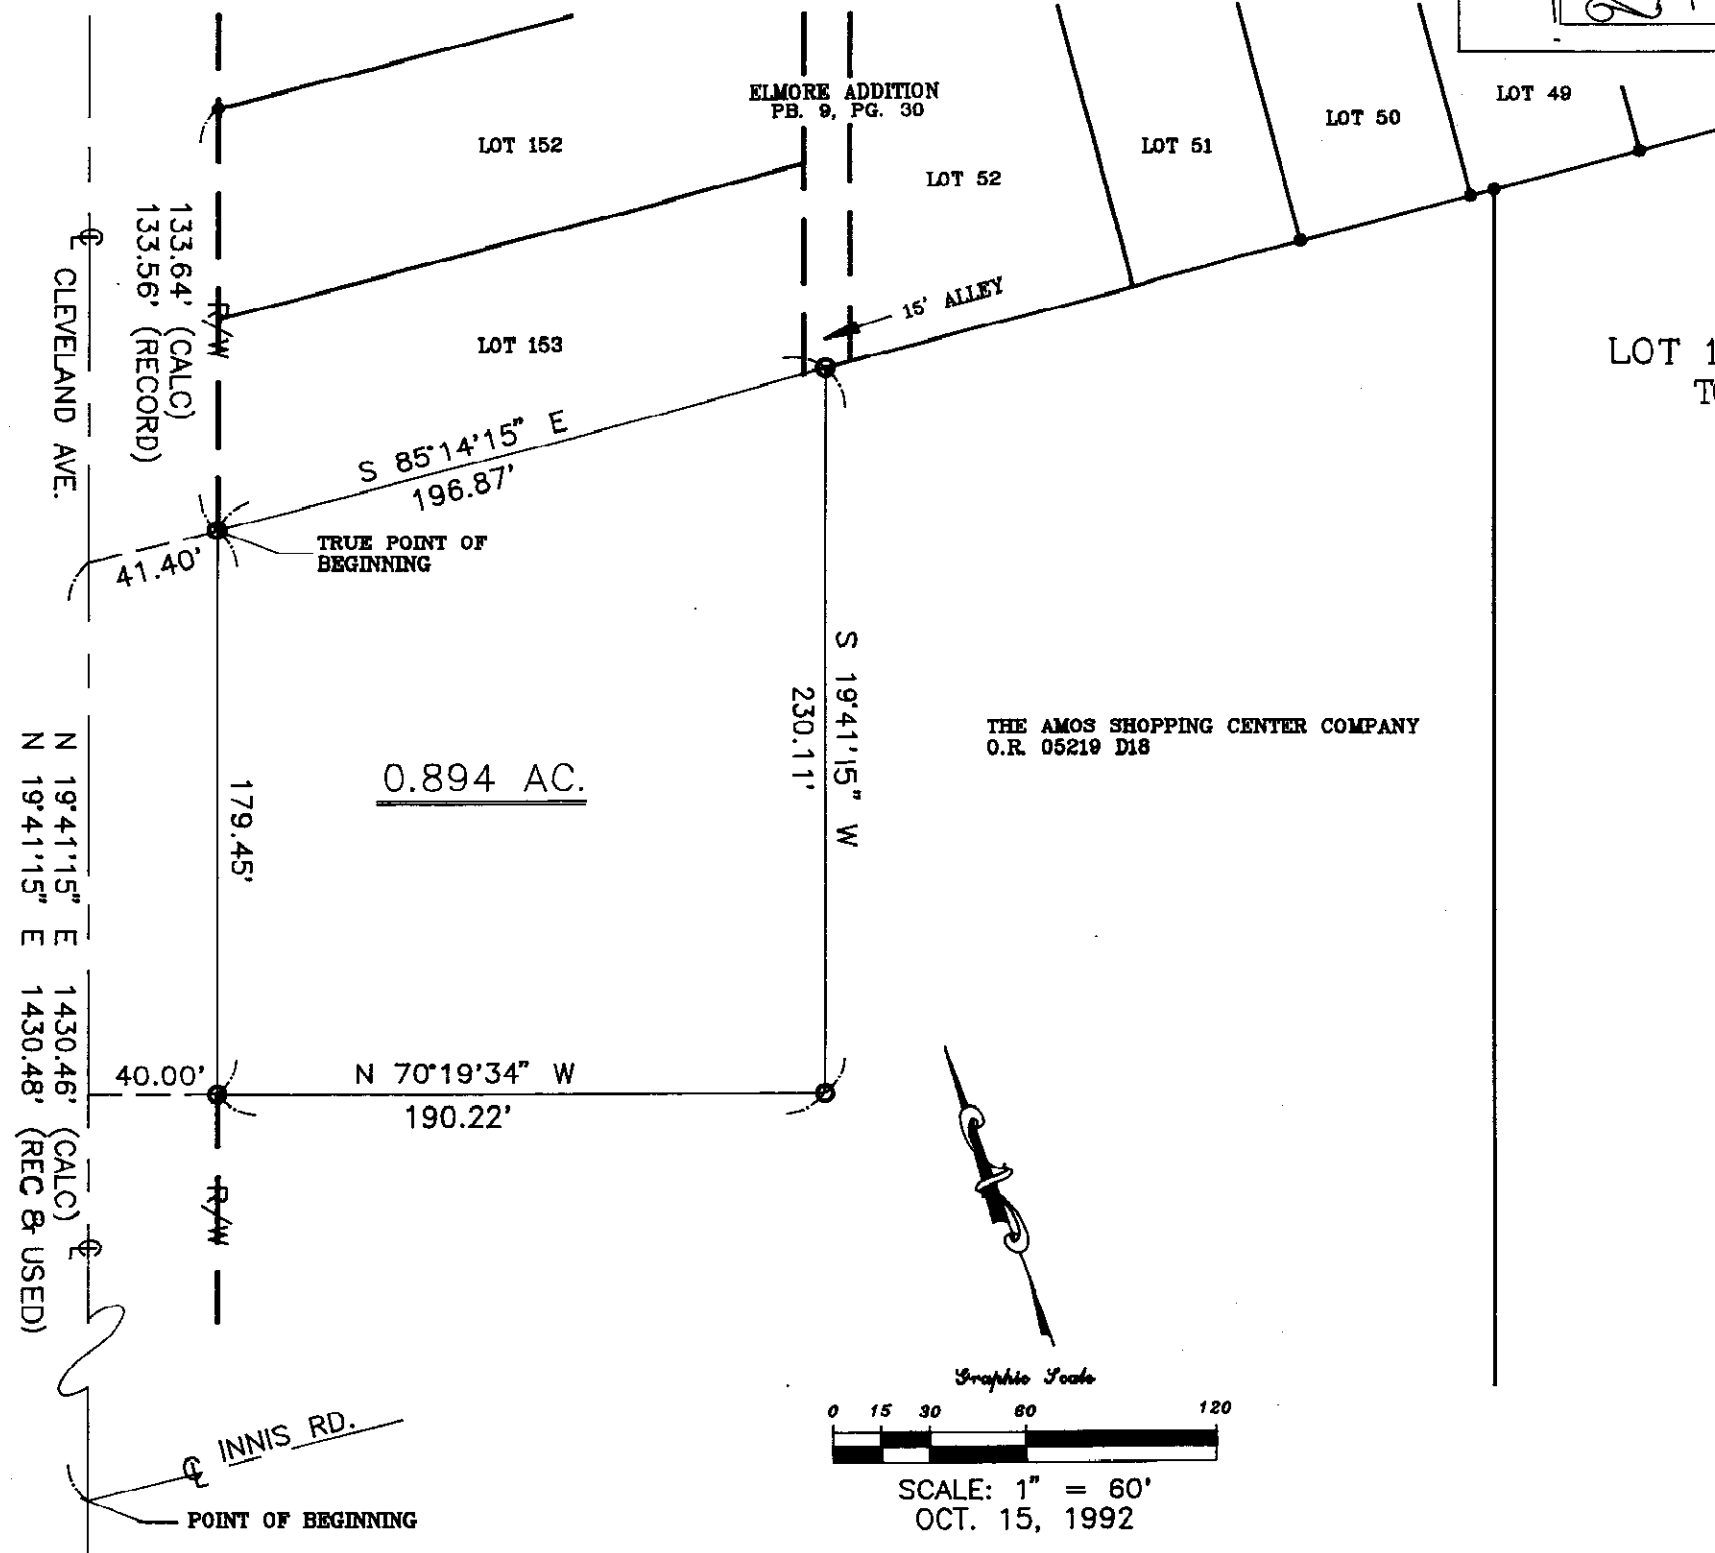 ELMORE ADDITION
PB. 9, PG. 30
LOT 152
LOT 52
LOT 51
LOT 50
LOT 49
133.64' (CALC)
133.56' (RECORD)
R/W
℄
CLEVELAND AVE.
LOT 153
15' ALLEY
LOT 1
S 85°14'15" E
196.87'
TRUE POINT OF
BEGINNING
41.40'
S 19°41'15" W
230.11'
THE AMOS SHOPPING CENTER COMPANY
O.R. 05219 D18
0.894 AC.
179.45'
N 19°41'15" E 1430.46' (CALC)
N 19°41'15" E 1430.48' (REC & USED)
40.00'
N 70°19'34" W
190.22'
R/W
℄
Graphic Scale
0 15 30 60 120
SCALE: 1" = 60'
OCT. 15, 1992
℄ INNIS RD.
POINT OF BEGINNING